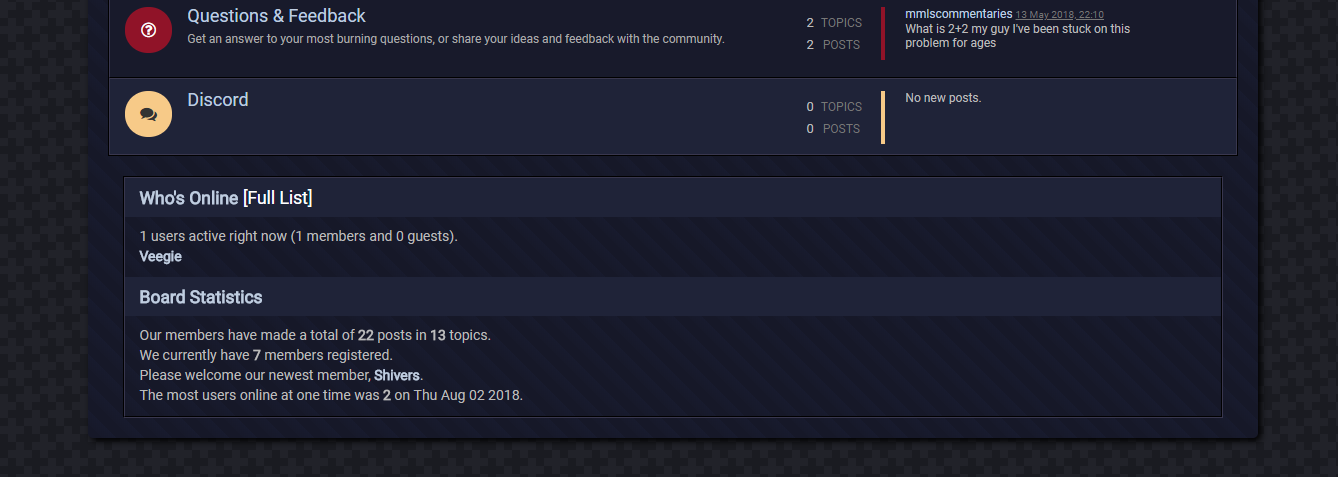 Questions & Feedback
Get an answer to your most burning questions, or share your ideas and feedback with the community.
2 TOPICS
2 POSTS
mmlscommentaries 13 May 2018, 22:10
What is 2+2 my guy I've been stuck on this
problem for ages
Discord
0 TOPICS
0 POSTS
No new posts.
Who's Online [Full List]
1 users active right now (1 members and 0 guests).
Veegie
Board Statistics
Our members have made a total of 22 posts in 13 topics.
We currently have 7 members registered.
Please welcome our newest member, Shivers.
The most users online at one time was 2 on Thu Aug 02 2018.